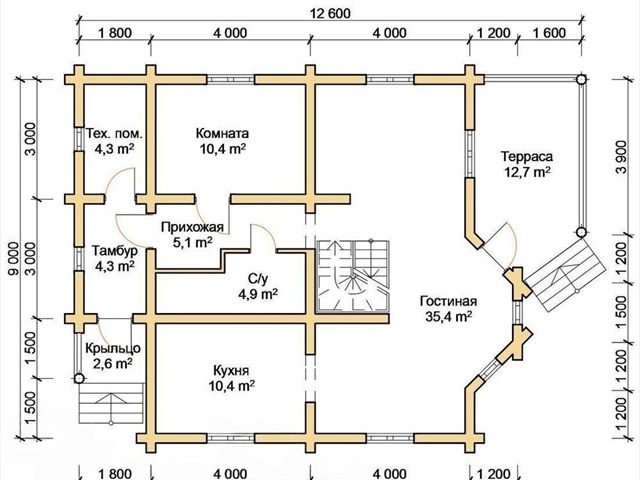 12 600
1 800
4 000
4 000
1 200
1 600
3 000
9 000
3 000
1 500
1 500
Тех. пом.
4,3 m²
Комната
10,4 m²
Терраса
12,7 m²
3 900
Прихожая
5,1 m²
Тамбур
4,3 m²
С/у
4,9 m²
Гостиная
35,4 m²
1 200
1 500
Крыльцо
2,6 m²
Кухня
10,4 m²
1 200
1 200
1 800
4 000
4 000
1 200